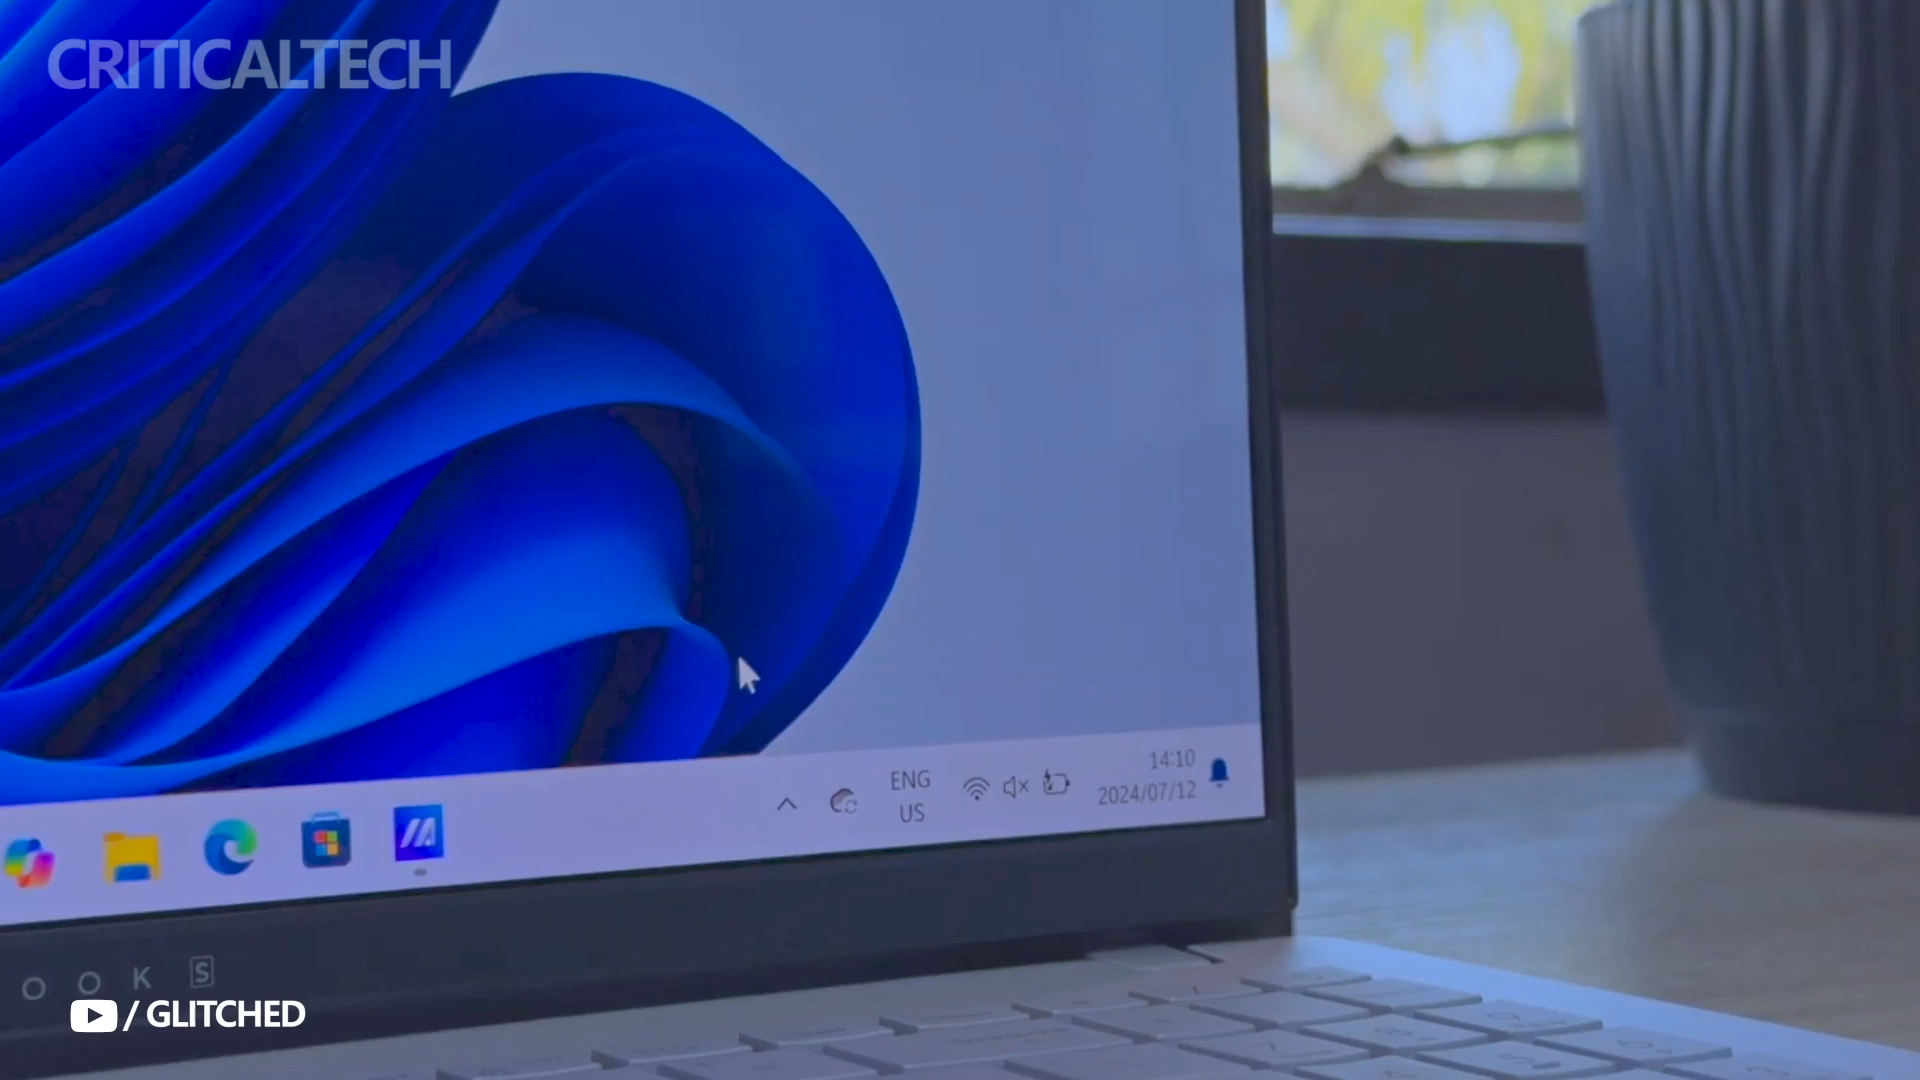 CRITICALTECH
ENG
US
14:10
2024/07/12
O O K S
/ GLITCHED